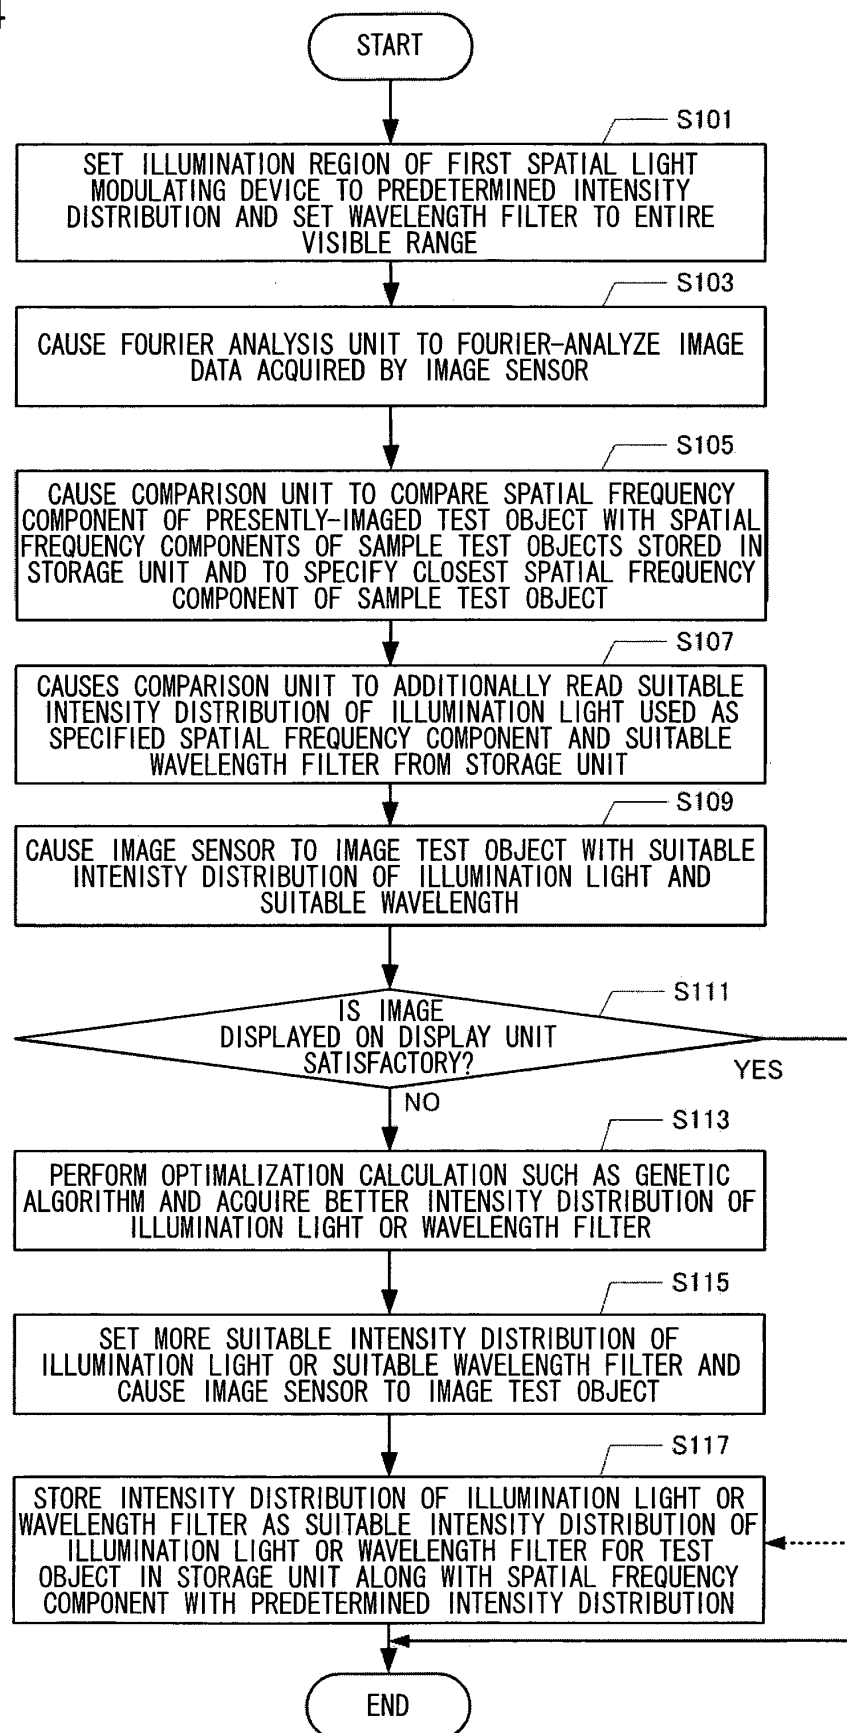 START
S101
SET ILLUMINATION REGION OF FIRST SPATIAL LIGHT
MODULATING DEVICE TO PREDETERMINED INTENSITY
DISTRIBUTION AND SET WAVELENGTH FILTER TO ENTIRE
VISIBLE RANGE
S103
CAUSE FOURIER ANALYSIS UNIT TO FOURIER-ANALYZE IMAGE
DATA ACQUIRED BY IMAGE SENSOR
S105
CAUSE COMPARISON UNIT TO COMPARE SPATIAL FREQUENCY
COMPONENT OF PRESENTLY-IMAGED TEST OBJECT WITH SPATIAL
FREQUENCY COMPONENTS OF SAMPLE TEST OBJECTS STORED IN
STORAGE UNIT AND TO SPECIFY CLOSEST SPATIAL FREQUENCY
COMPONENT OF SAMPLE TEST OBJECT
S107
CAUSES COMPARISON UNIT TO ADDITIONALLY READ SUITABLE
INTENSITY DISTRIBUTION OF ILLUMINATION LIGHT USED AS
SPECIFIED SPATIAL FREQUENCY COMPONENT AND SUITABLE
WAVELENGTH FILTER FROM STORAGE UNIT
S109
CAUSE IMAGE SENSOR TO IMAGE TEST OBJECT WITH SUITABLE
INTENISTY DISTRIBUTION OF ILLUMINATION LIGHT AND
SUITABLE WAVELENGTH
S111
IS IMAGE
DISPLAYED ON DISPLAY UNIT
SATISFACTORY?
YES
NO
S113
PERFORM OPTIMALIZATION CALCULATION SUCH AS GENETIC
ALGORITHM AND ACQUIRE BETTER INTENSITY DISTRIBUTION OF
ILLUMINATION LIGHT OR WAVELENGTH FILTER
S115
SET MORE SUITABLE INTENSITY DISTRIBUTION OF
ILLUMINATION LIGHT OR SUITABLE WAVELENGTH FILTER AND
CAUSE IMAGE SENSOR TO IMAGE TEST OBJECT
S117
STORE INTENSITY DISTRIBUTION OF ILLUMINATION LIGHT OR
WAVELENGTH FILTER AS SUITABLE INTENSITY DISTRIBUTION OF
ILLUMINATION LIGHT OR WAVELENGTH FILTER FOR TEST
OBJECT IN STORAGE UNIT ALONG WITH SPATIAL FREQUENCY
COMPONENT WITH PREDETERMINED INTENSITY DISTRIBUTION
END